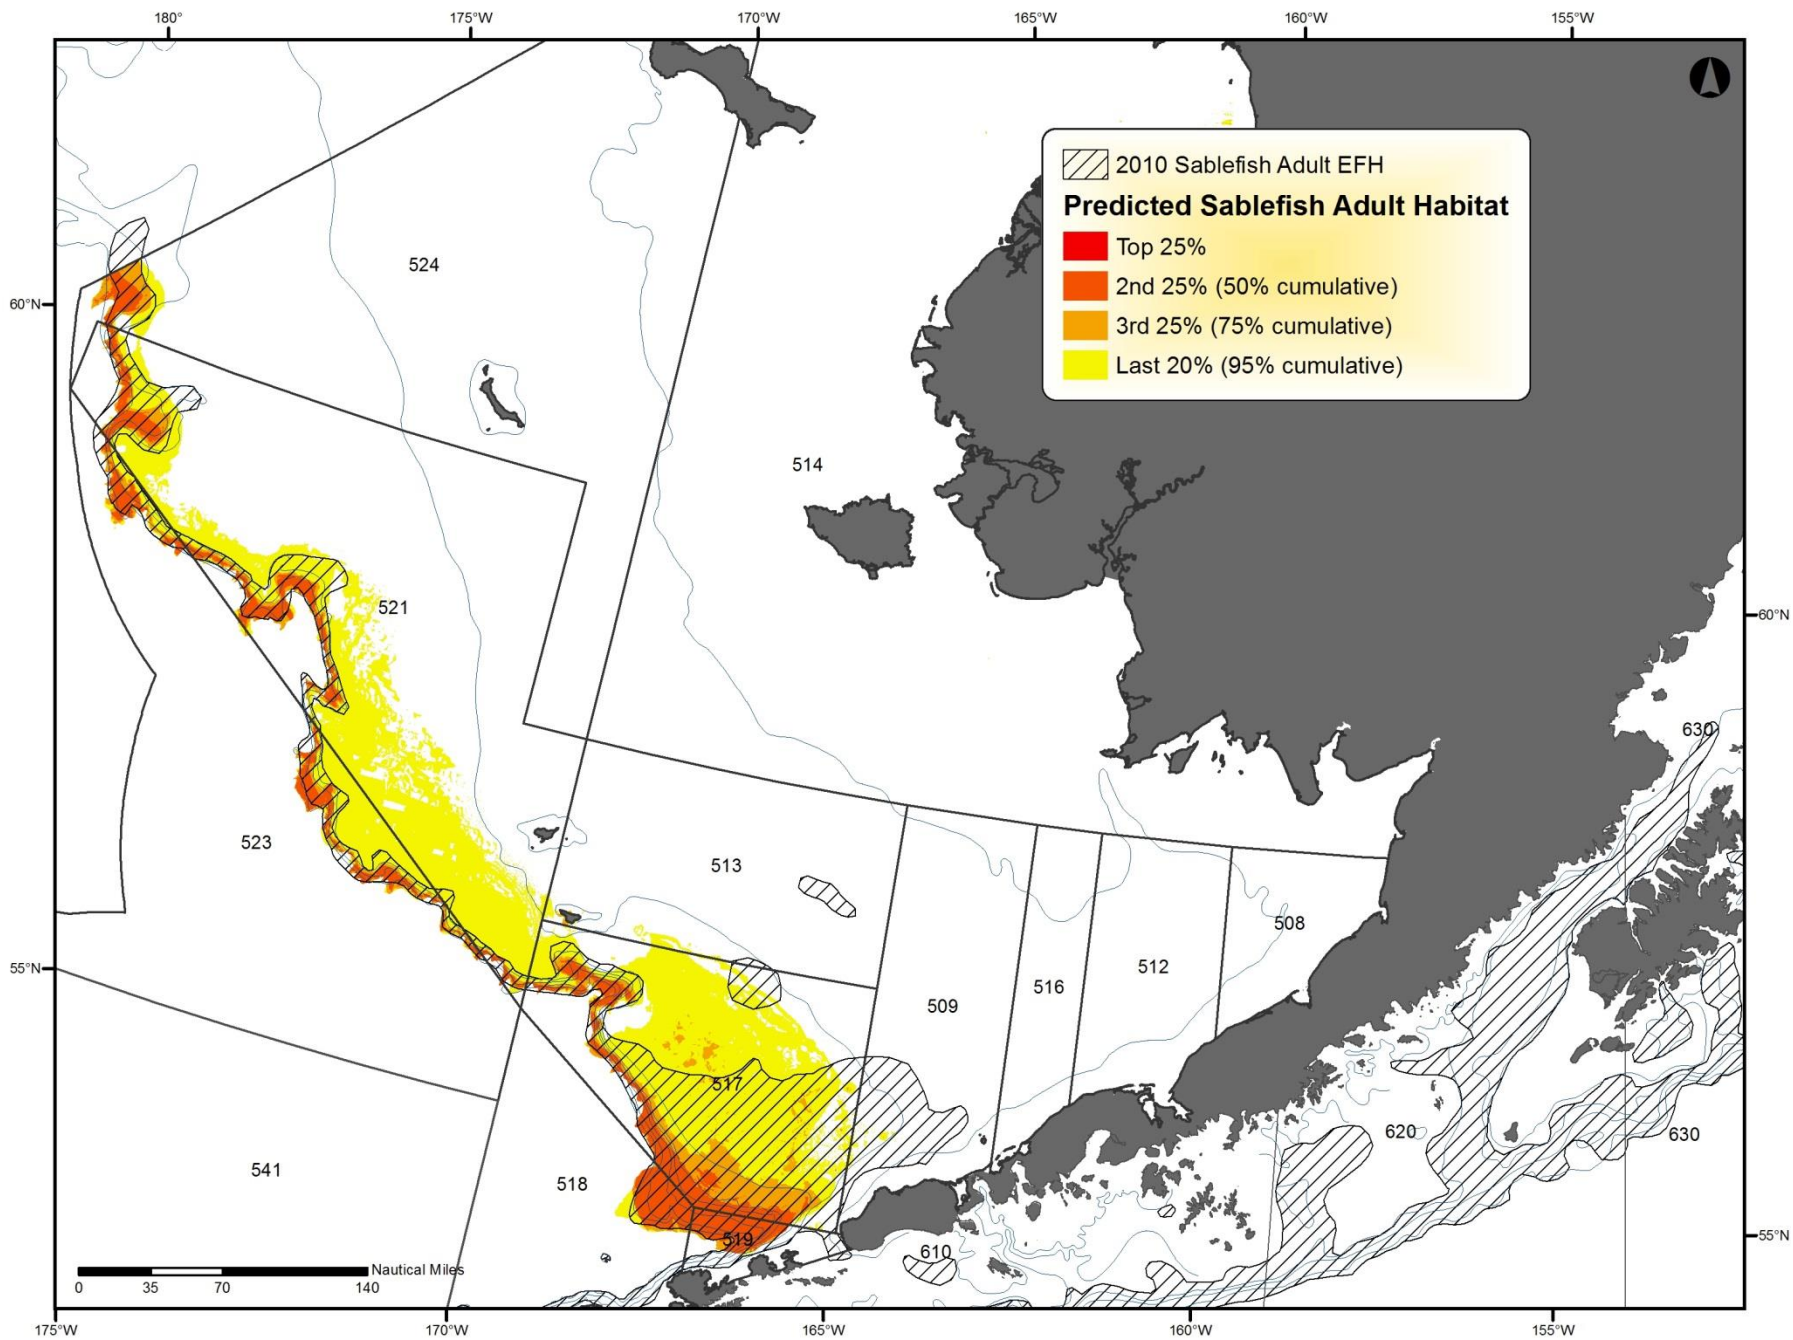 180°
175°W
170°W
165°W
160°W
155°W
2010 Sablefish Adult EFH
Predicted Sablefish Adult Habitat
Top 25%
2nd 25% (50% cumulative)
3rd 25% (75% cumulative)
Last 20% (95% cumulative)
524
60°N
514
521
60°N
630
523
513
508
55°N
512
516
509
517
620
630
541
518
519
610
55°N
Nautical Miles
0 35 70 140
175°W
170°W
165°W
160°W
155°W